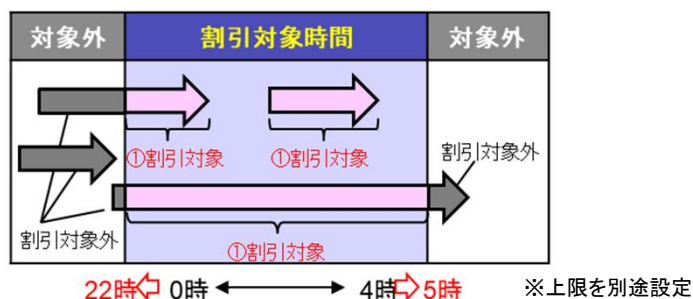 対象外 割引対象時間 対象外
①割引対象 ①割引対象 割引対象外
割引対象外 ①割引対象
22時 0時 4時 5時 ※上限を別途設定